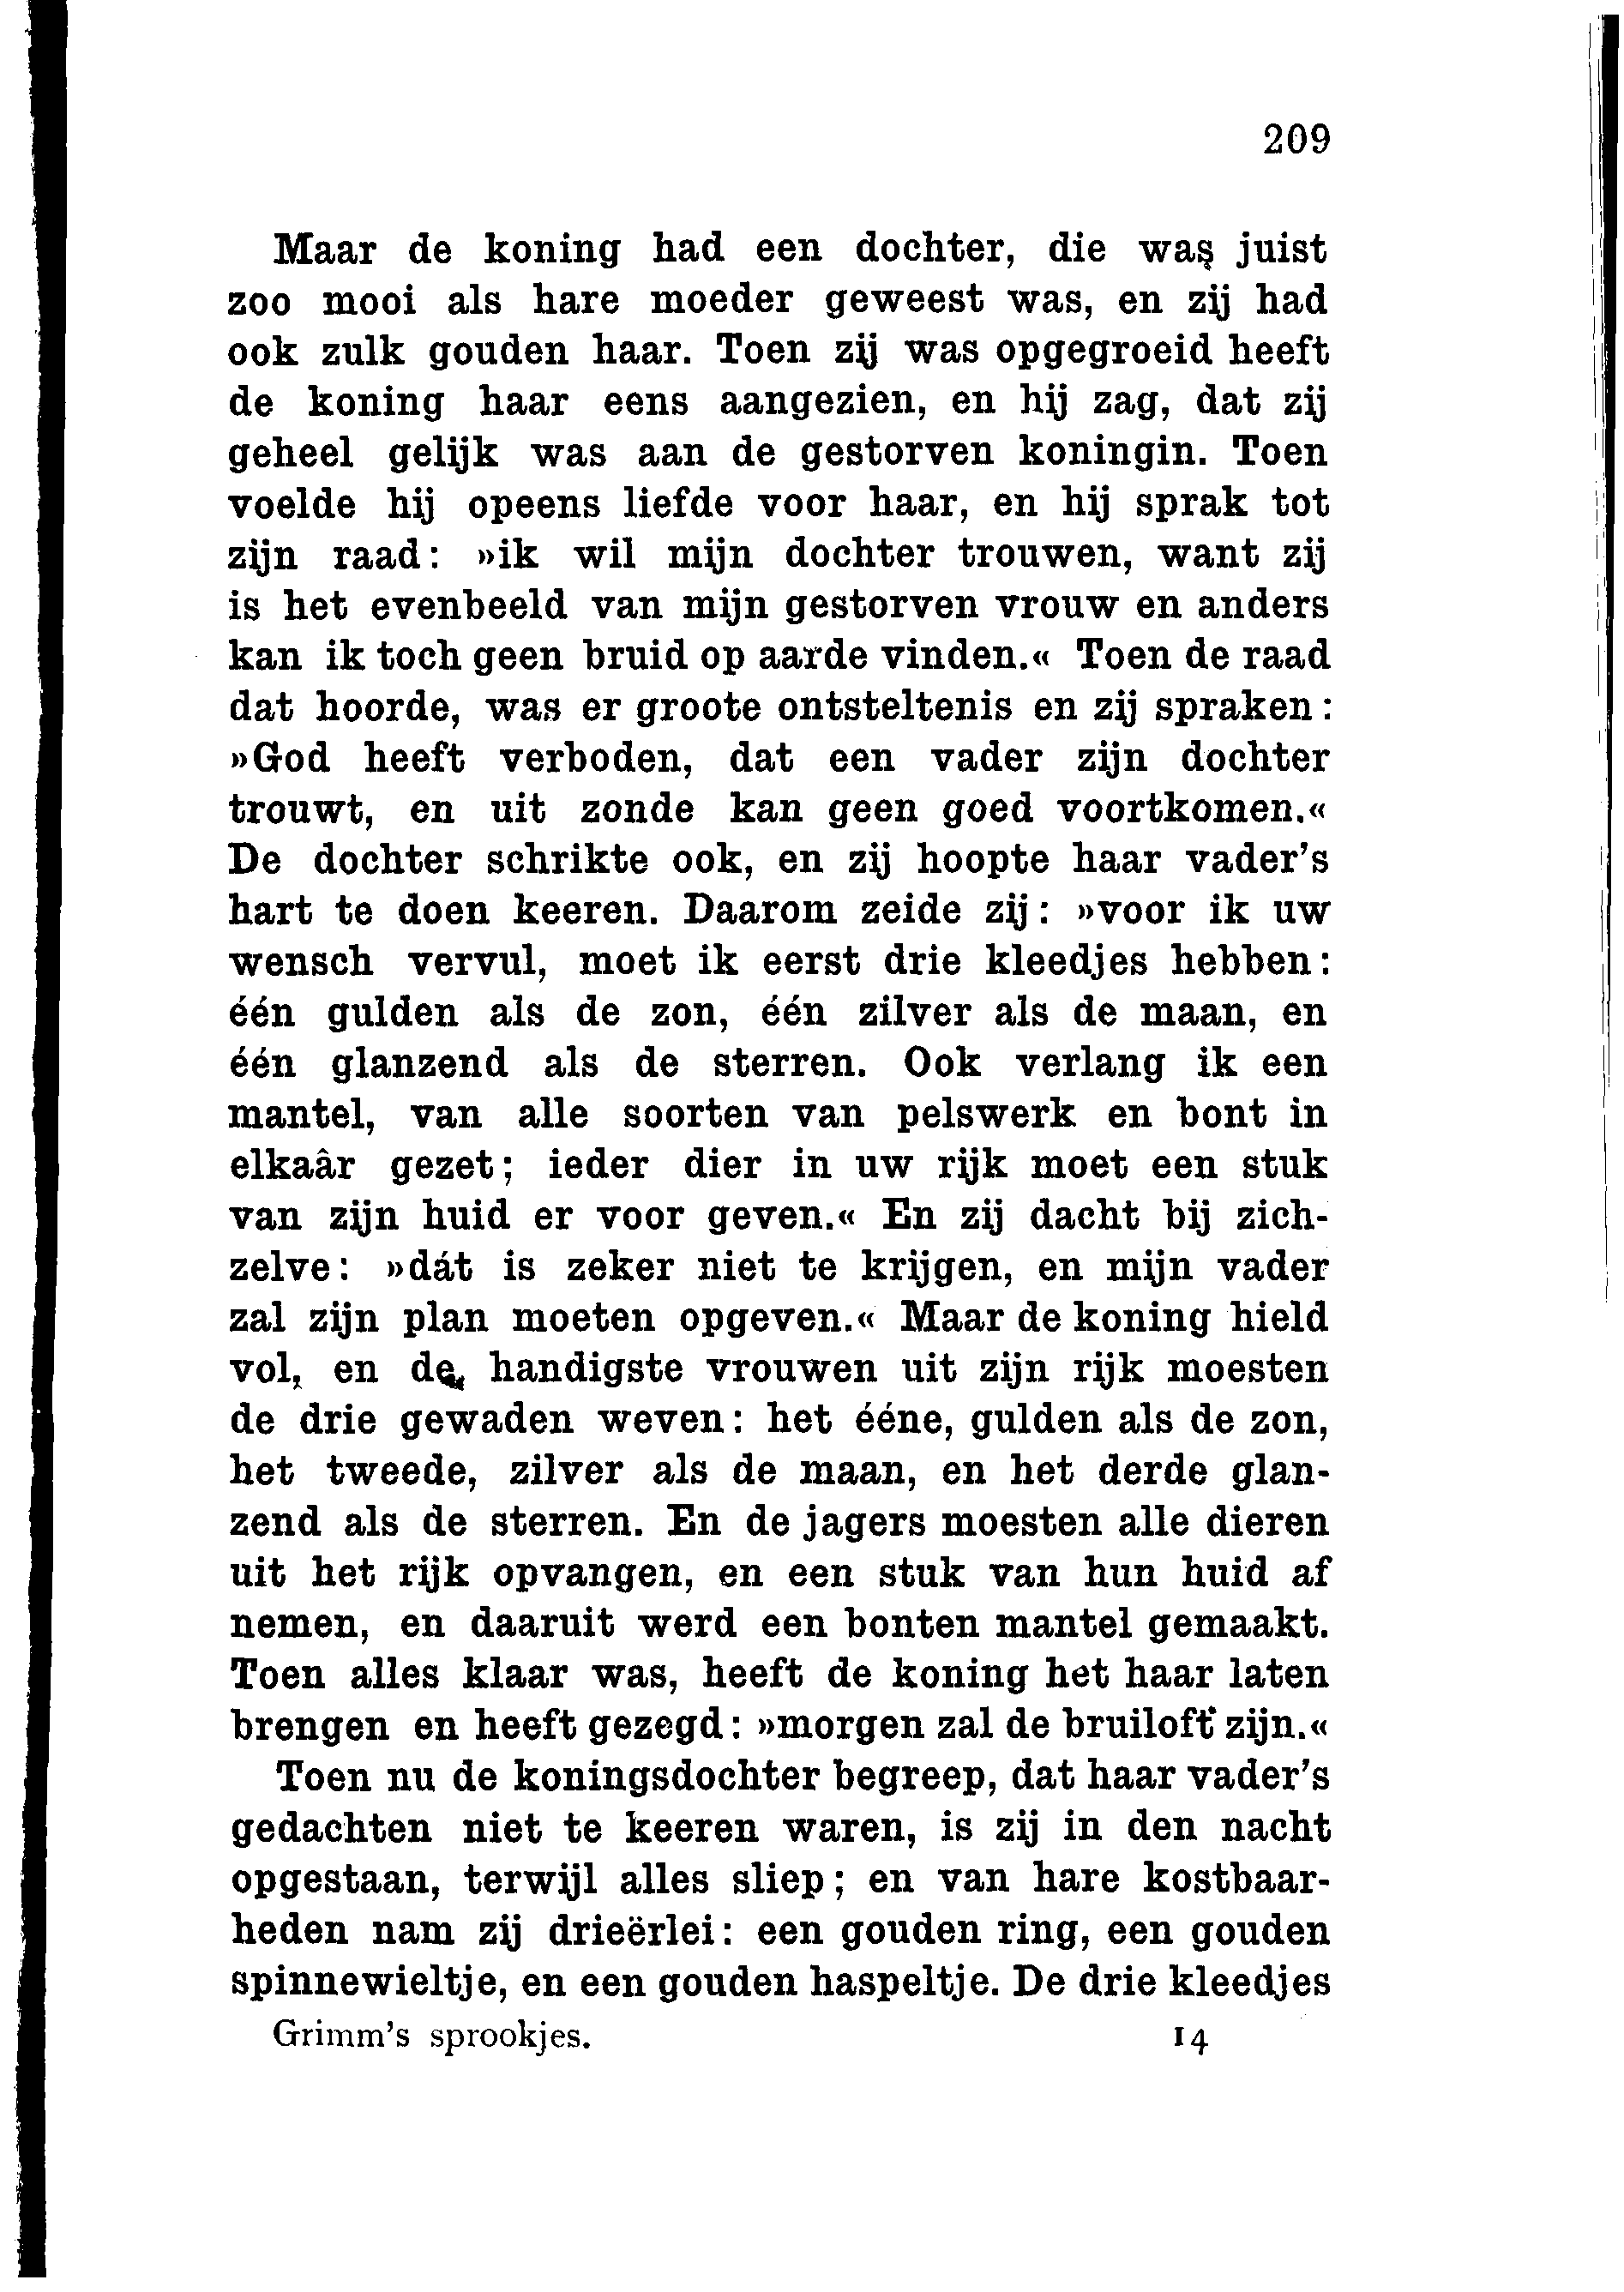 209
Maar de koning had een dochter, die was juist
zoo mooi als hare moeder geweest was, en zij had
ook zulk gouden haar. Toen zij was opgegroeid heeft
de koning haar eens aangezien, en hij zag, dat zij
geheel gelijk was aan de gestorven koningin. Toen
voelde hij opeens liefde voor haar, en hij sprak tot
zijn raad: »ik wil mijn dochter trouwen, want zij
is het evenbeeld van mijn gestorven vrouw en anders
kan ik toch geen bruid op aarde vinden.« Toen de raad
dat hoorde, was er groote ontsteltenis en zij spraken:
»God heeft verboden, dat een vader zijn dochter
trouwt, en uit zonde kan geen goed voortkomen.«
De dochter schrikte ook, en zij hoopte haar vader's
hart te doen keeren. Daarom zeide zij: »voor ik uw
wensch vervul, moet ik eerst drie kleedjes hebben:
één gulden als de zon, één zilver als de maan, en
één glanzend als de sterren. Ook verlang ik een
mantel, van alle soorten van pelswerk en bont in
elkaâr gezet; ieder dier in uw rijk moet een stuk
van zijn huid er voor geven.« En zij dacht bij zich-
zelve: »dát is zeker niet te krijgen, en mijn vader
zal zijn plan moeten opgeven.« Maar de koning hield
vol, en de handigste vrouwen uit zijn rijk moesten
de drie gewaden weven: het ééne, gulden als de zon,
het tweede, zilver als de maan, en het derde glan-
zend als de sterren. En de jagers moesten alle dieren
uit het rijk opvangen, en een stuk van hun huid af
nemen, en daaruit werd een bonten mantel gemaakt.
Toen alles klaar was, heeft de koning het haar laten
brengen en heeft gezegd: »morgen zal de bruiloft zijn.«
Toen nu de koningsdochter begreep, dat haar vader's
gedachten niet te keeren waren, is zij in den nacht
opgestaan, terwijl alles sliep; en van hare kostbaar-
heden nam zij drieërlei: een gouden ring, een gouden
spinnewieltje, en een gouden haspeltje. De drie kleedjes
Grimm's sprookjes. 14